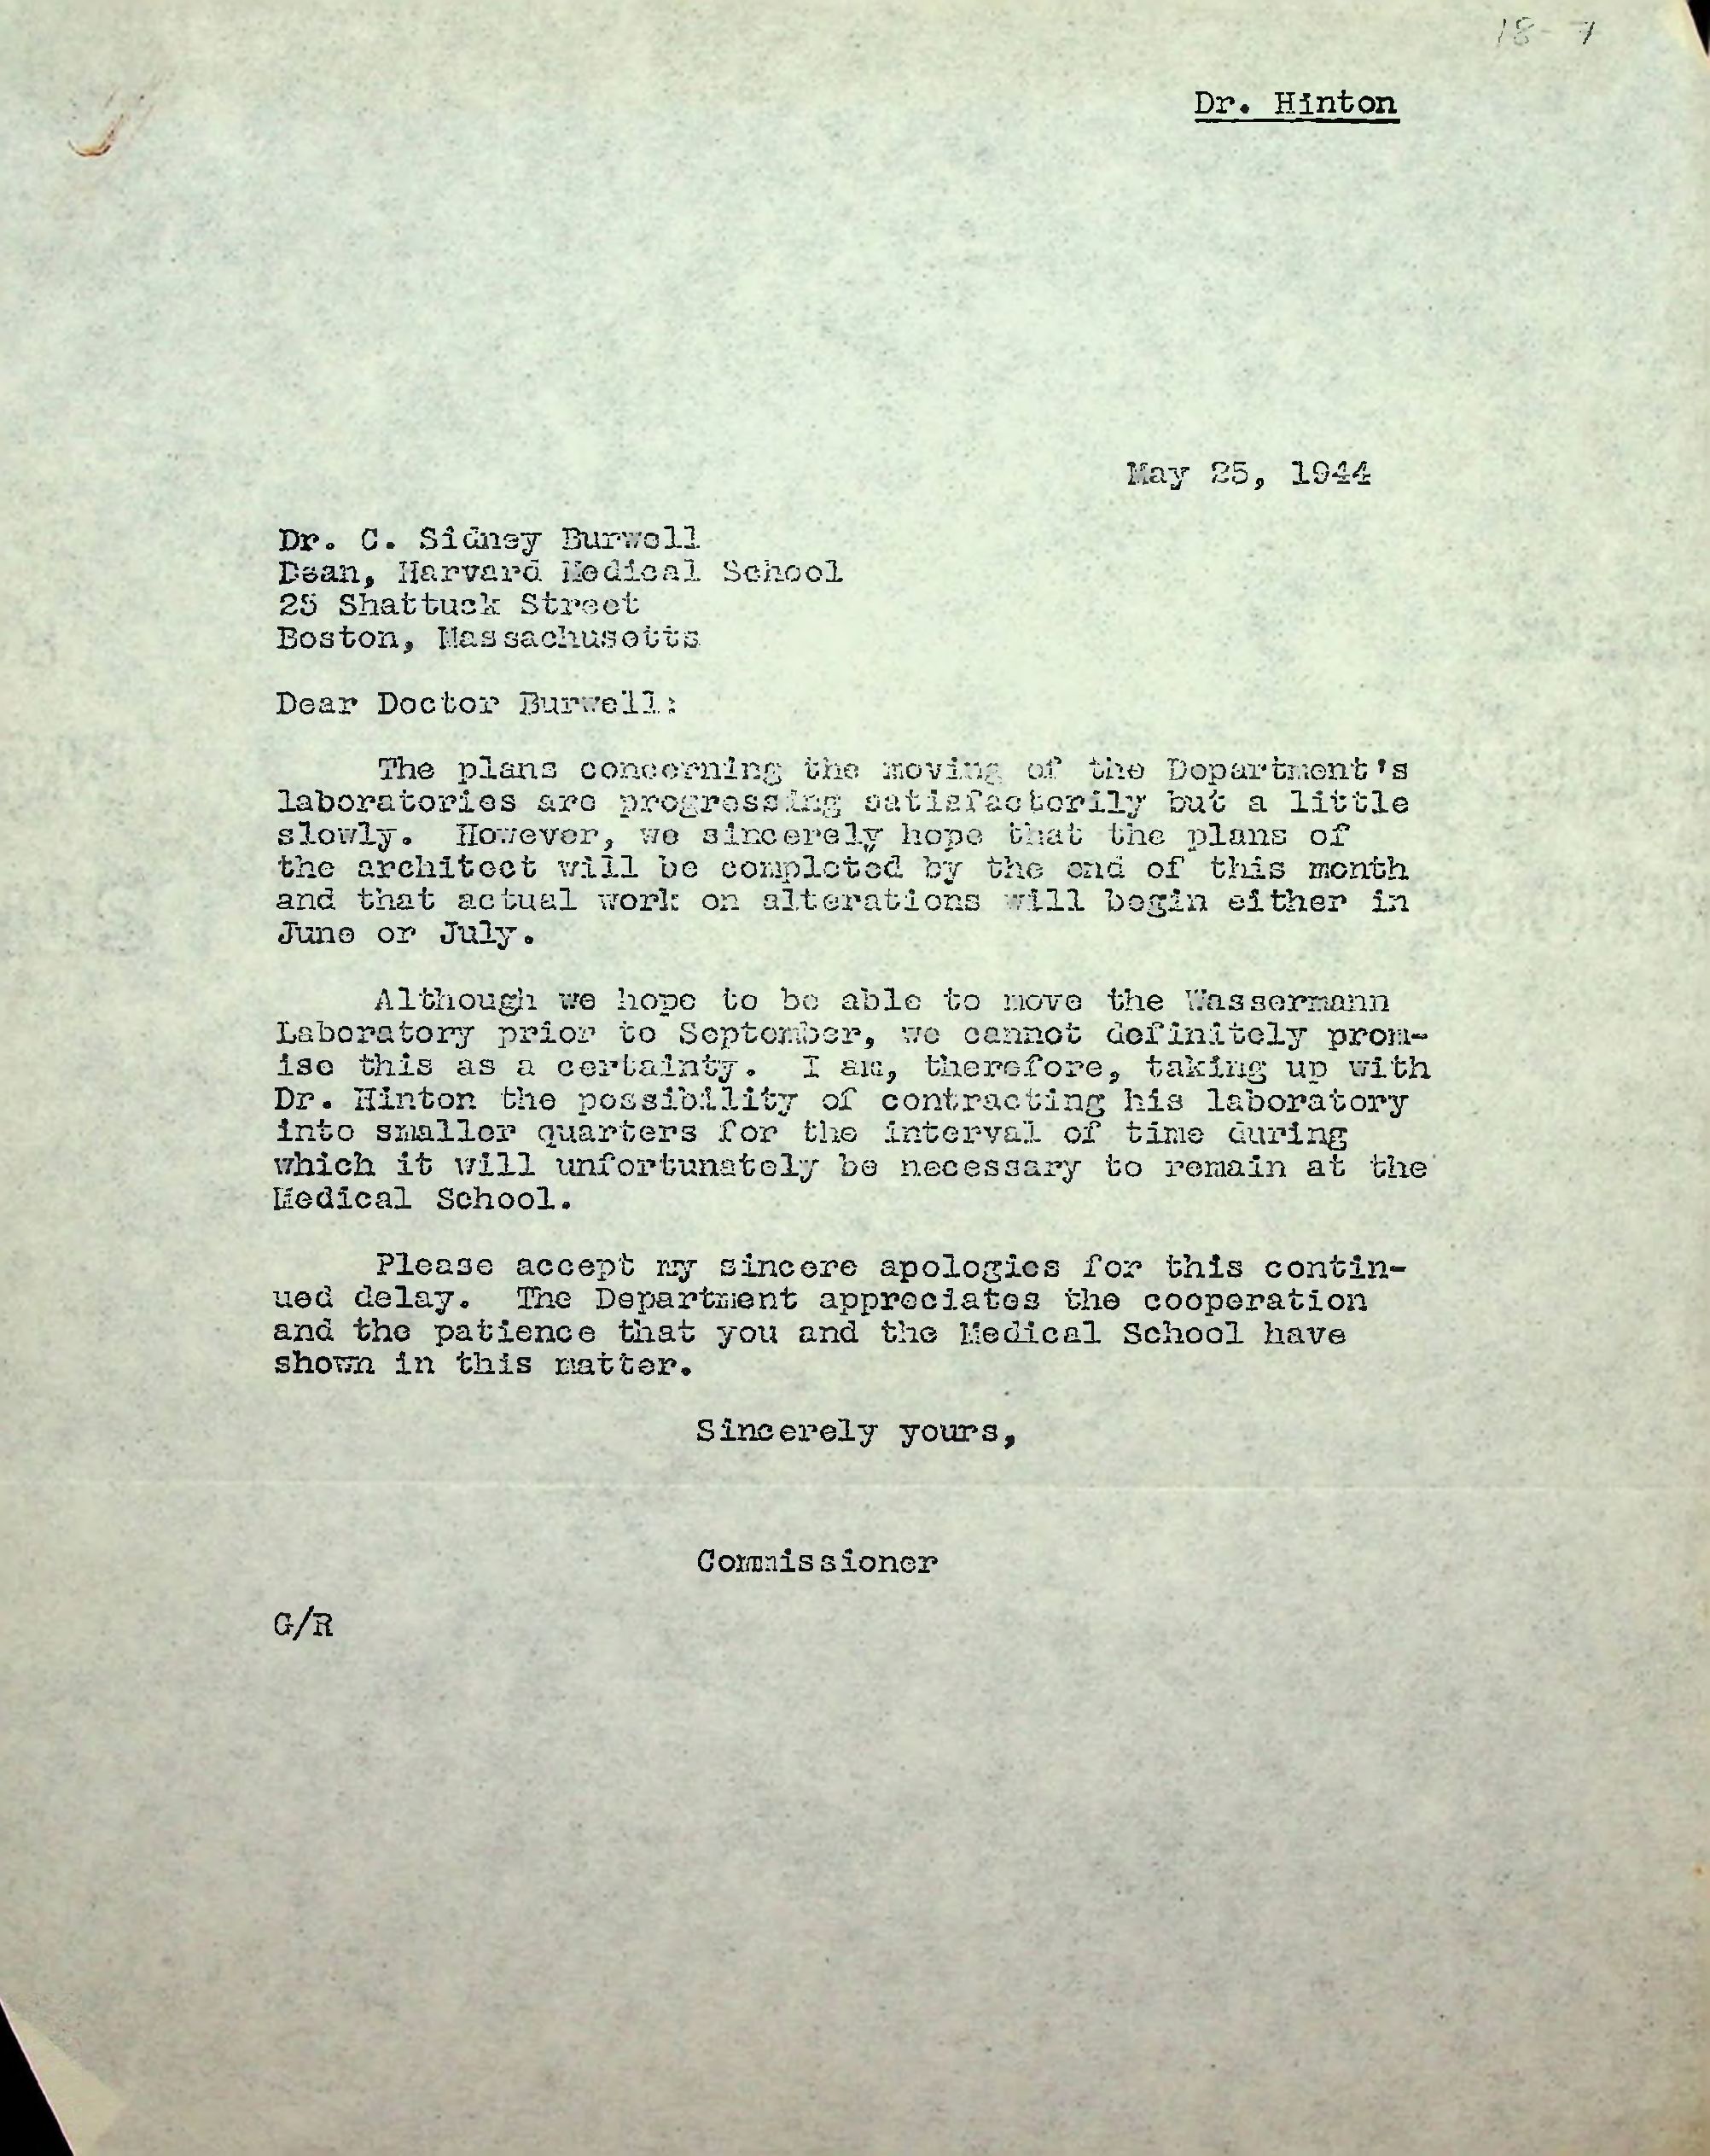 18-7
Dr. Hinton
May 25, 1944
Dr. C. Sidney Burwell
Dean, Harvard Medical School
25 Shattuck Street
Boston, Massachusetts
Dear Doctor Burwell:
The plans concerning the moving of the Department's
laboratories are progressing satisfactorily but a little
slowly. However, we sincerely hope that the plans of
the architect will be completed by the end of this month
and that actual work on alterations will begin either in
June or July.
Although we hope to be able to move the Wassermann
Laboratory prior to September, we cannot definitely prom-
ise this as a certainty. I am, therefore, taking up with
Dr. Hinton the possibility of contracting his laboratory
into smaller quarters for the interval of time during
which it will unfortunately be necessary to remain at the
Medical School.
Please accept my sincere apologies for this contin-
ued delay. The Department appreciates the cooperation
and the patience that you and the Medical School have
shown in this matter.
Sincerely yours,
Commissioner
G/R